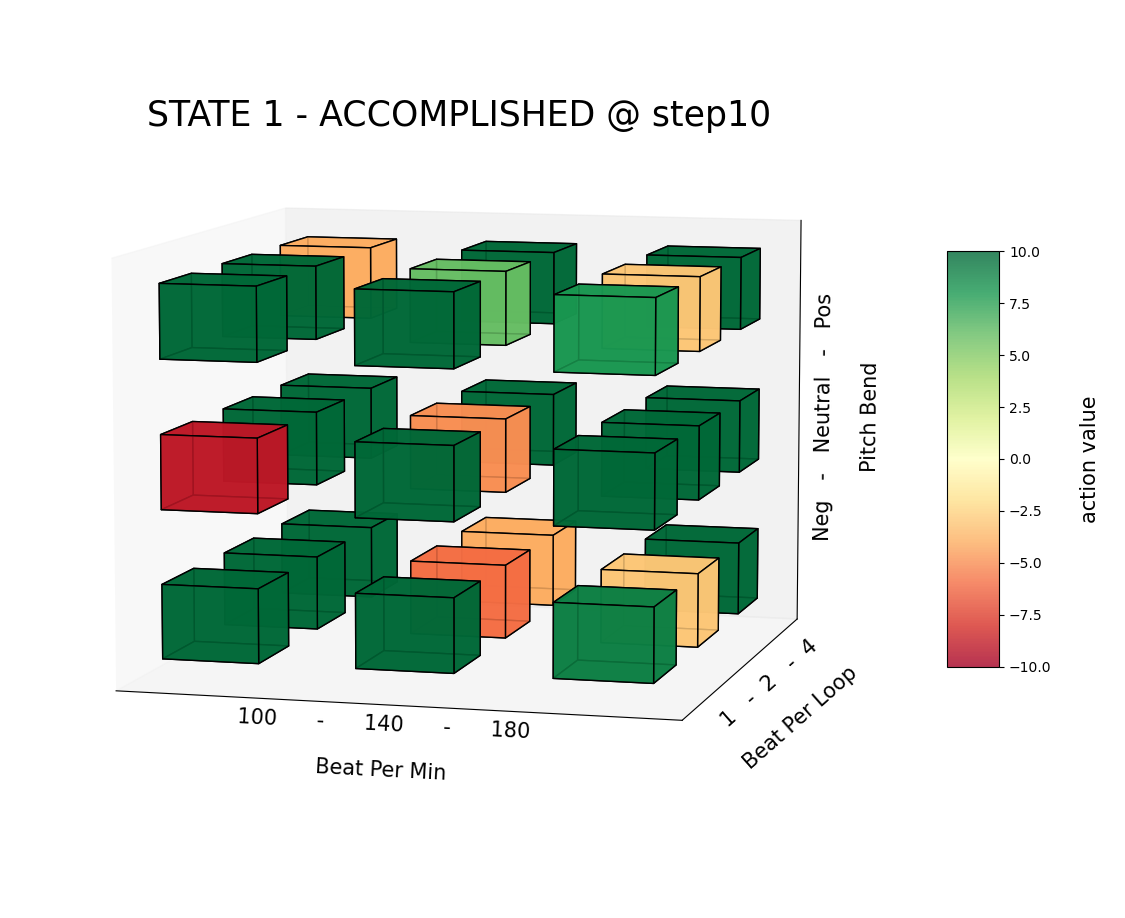 STATE 1 - ACCOMPLISHED @ step10
Neg - Neutral - Pos
Pitch Bend
1 - 2 - 4
Beat Per Loop
100 - 140 - 180
Beat Per Min
10.0
7.5
5.0
2.5
0.0
−2.5
−5.0
−7.5
−10.0
action value